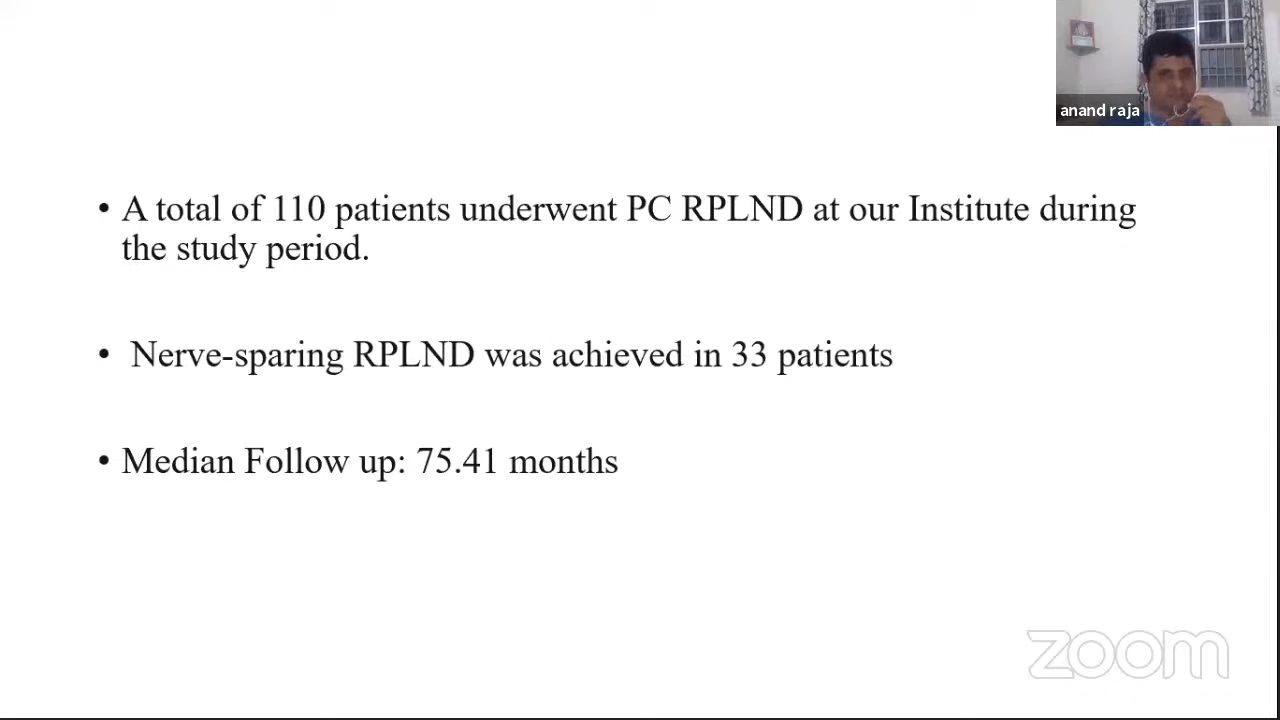 anand raja
• A total of 110 patients underwent PC RPLND at our Institute during
the study period.
• Nerve-sparing RPLND was achieved in 33 patients
• Median Follow up: 75.41 months
zoom